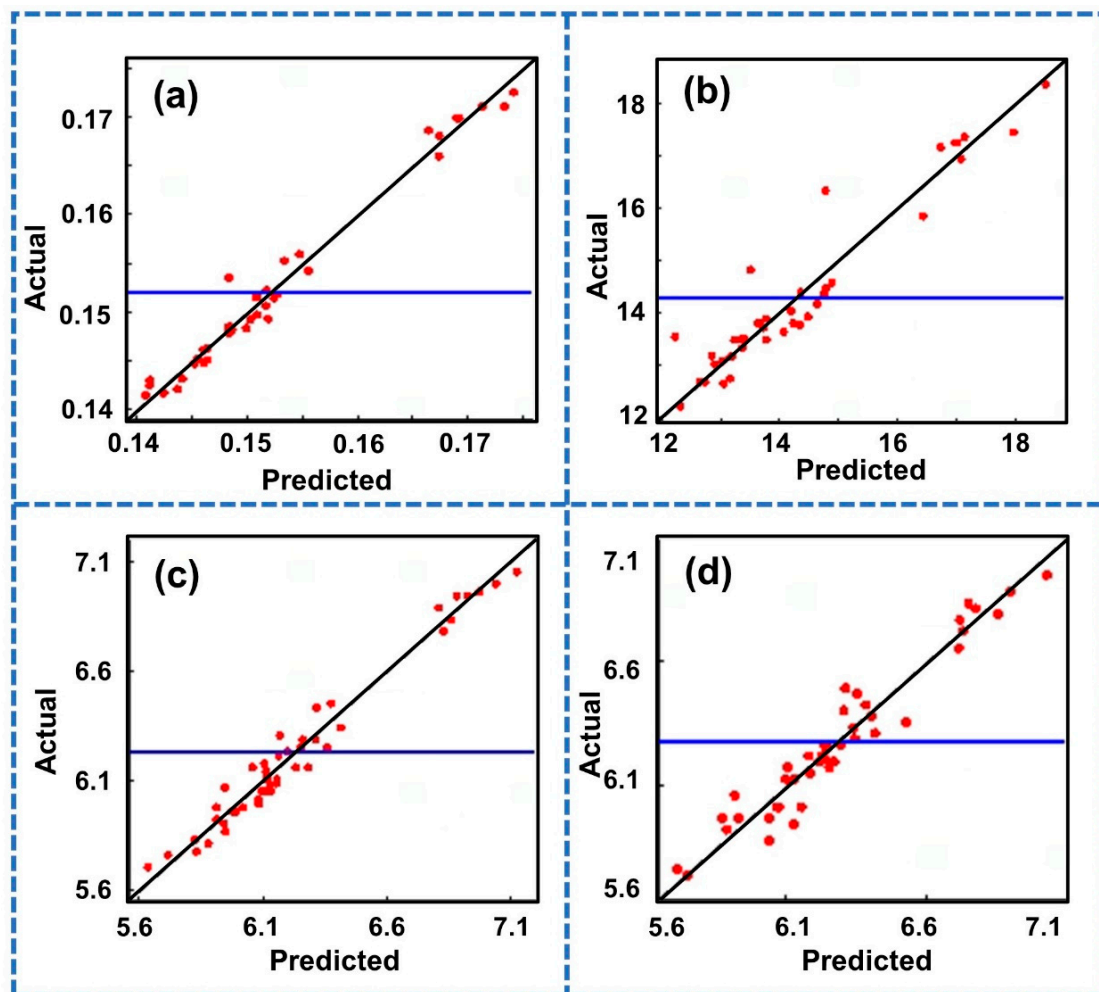 (a)
Actual
0.17
0.16
0.15
0.14
0.14 0.15 0.16 0.17
Predicted
(b)
Actual
18
16
14
12
12 14 16 18
Predicted
(c)
Actual
7.1
6.6
6.1
5.6
5.6 6.1 6.6 7.1
Predicted
(d)
Actual
7.1
6.6
6.1
5.6
5.6 6.1 6.6 7.1
Predicted